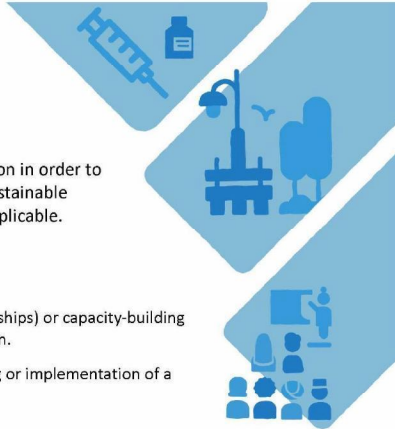 on in order to
stainable
plicable.
ships) or capacity-building
n.
g or implementation of a